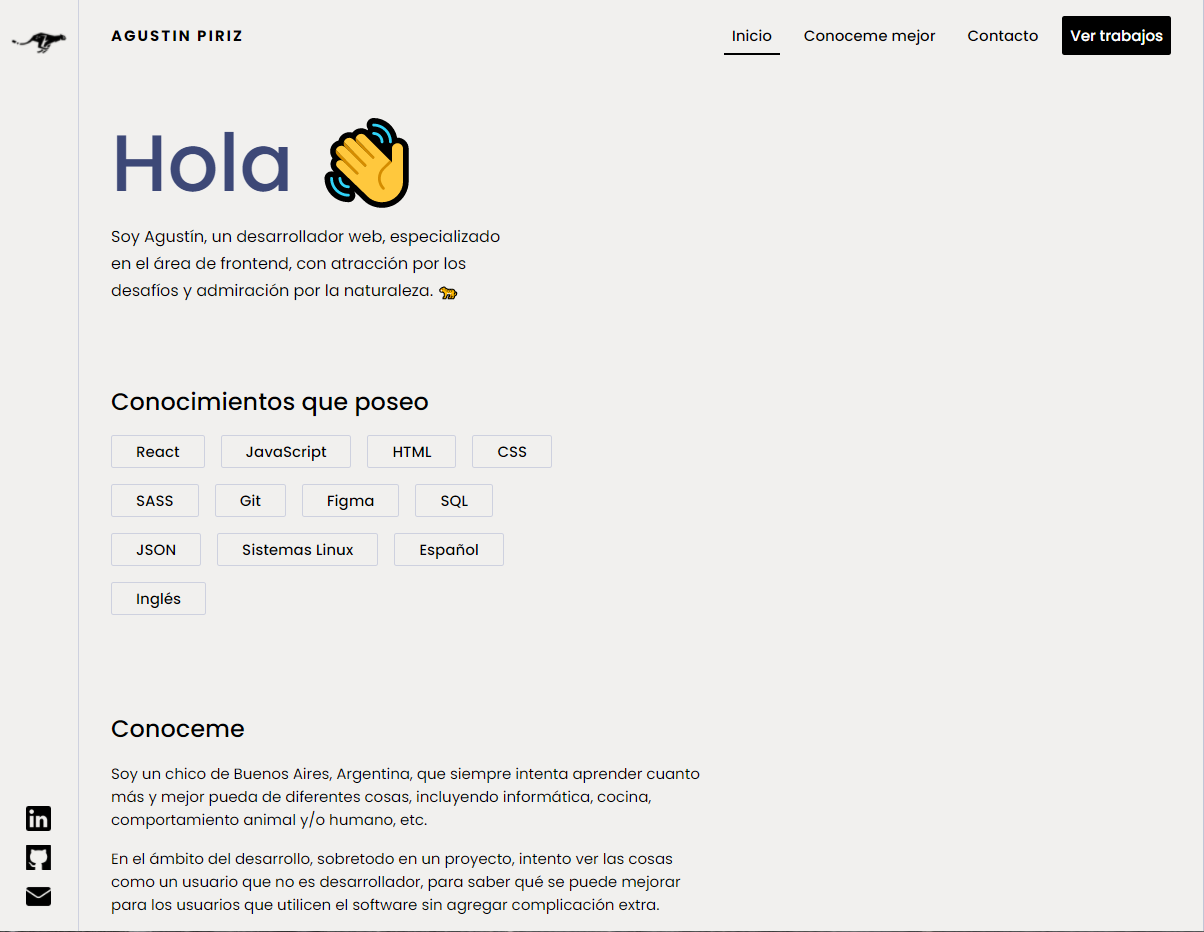 AGUSTIN PIRIZ
Inicio
Conoceme mejor
Contacto
Ver trabajos
Hola
Soy Agustín, un desarrollador web, especializado
en el área de frontend, con atracción por los
desafíos y admiración por la naturaleza. 🐆
Conocimientos que poseo
React
JavaScript
HTML
CSS
SASS
Git
Figma
SQL
JSON
Sistemas Linux
Español
Inglés
Conoceme
Soy un chico de Buenos Aires, Argentina, que siempre intenta aprender cuanto
más y mejor pueda de diferentes cosas, incluyendo informática, cocina,
comportamiento animal y/o humano, etc.
En el ámbito del desarrollo, sobretodo en un proyecto, intento ver las cosas
como un usuario que no es desarrollador, para saber qué se puede mejorar
para los usuarios que utilicen el software sin agregar complicación extra.
in